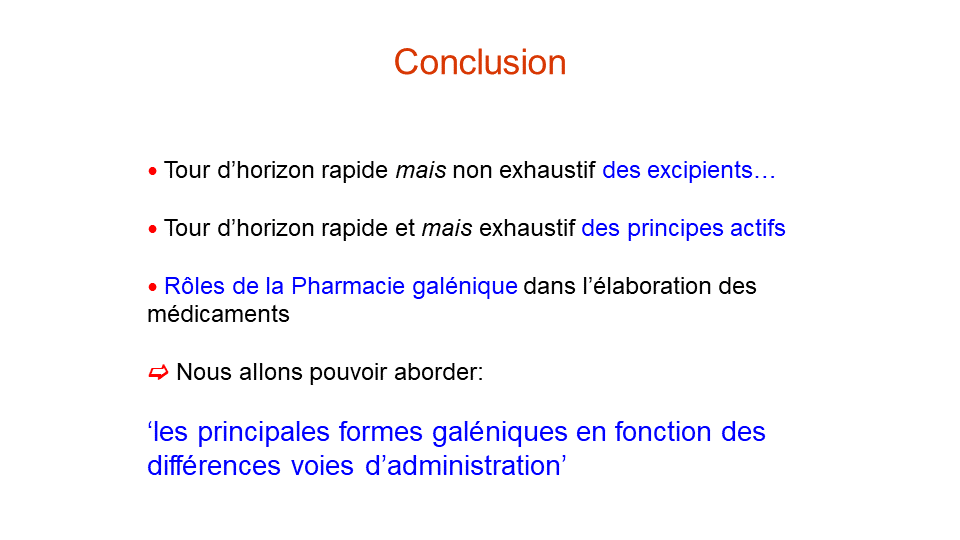 Conclusion
• Tour d’horizon rapide mais non exhaustif des excipients…
• Tour d’horizon rapide et mais exhaustif des principes actifs
• Rôles de la Pharmacie galénique dans l’élaboration des
médicaments
➯ Nous allons pouvoir aborder:
‘les principales formes galéniques en fonction des
différences voies d’administration’